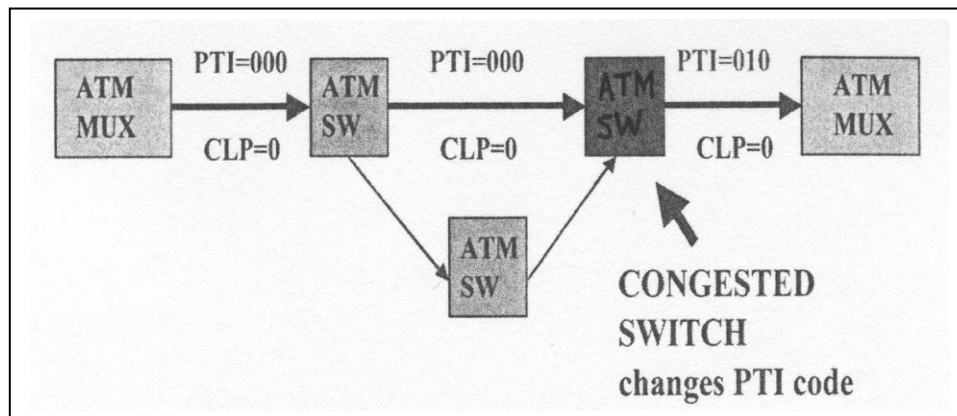 PTI=000
PTI=000
PTI=010
ATM
MUX
ATM
SW
ATM
SW
ATM
MUX
CLP=0
CLP=0
CLP=0
ATM
SW
CONGESTED
SWITCH
changes PTI code